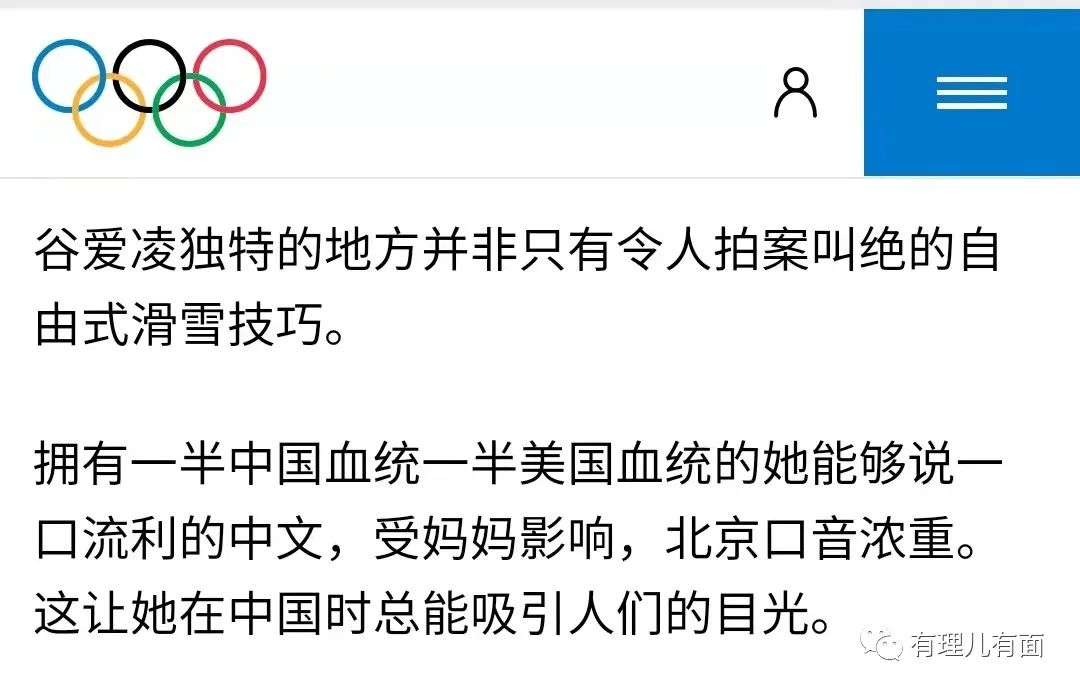 谷爱凌独特的地方并非只有令人拍案叫绝的自
由式滑雪技巧。
拥有一半中国血统一半美国血统的她能够说一
口流利的中文，受妈妈影响，北京口音浓重。
这让她在中国时总能吸引人们的目光。
有理儿有面